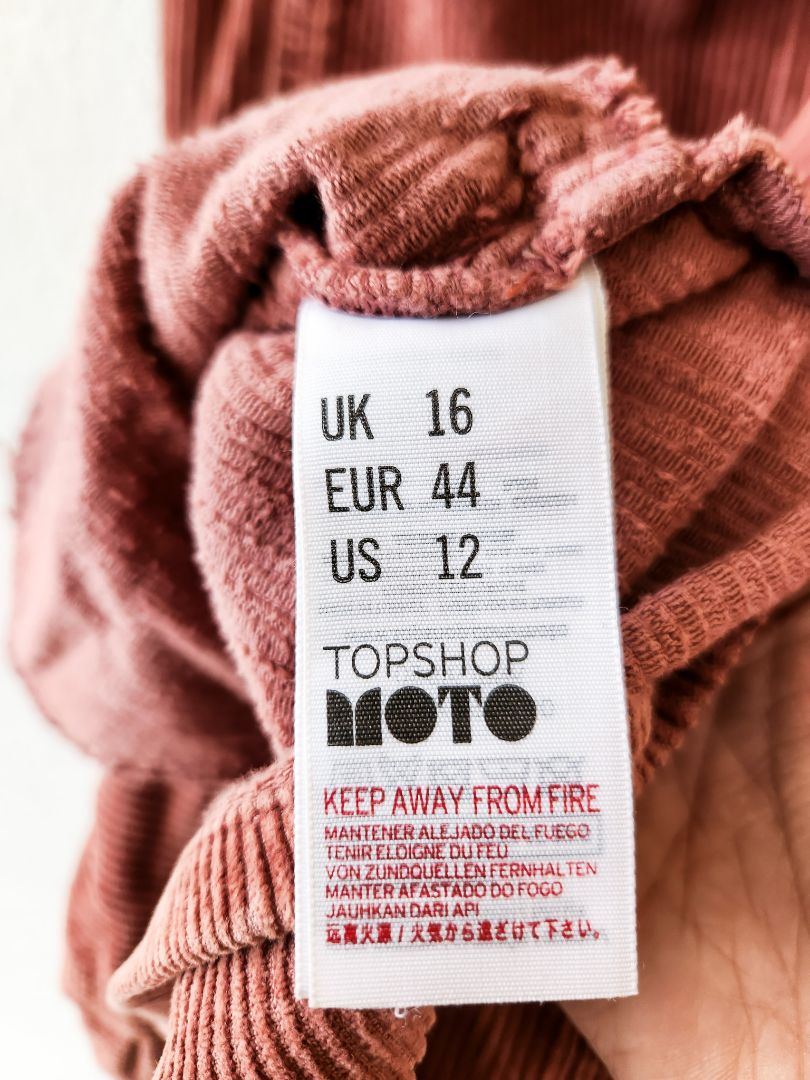 UK 16
EUR 44
US 12
TOPSHOP
MOTO
KEEP AWAY FROM FIRE
MANTENER ALEJADO DEL FUEGO
TENIR ELOIGNE DU FEU
VON ZUNDQUELLEN FERNHALTEN
MANTER AFASTADO DO FOGO
JAUHKAN DARI API
远离火源 / 火気から遠ざけて下さい。